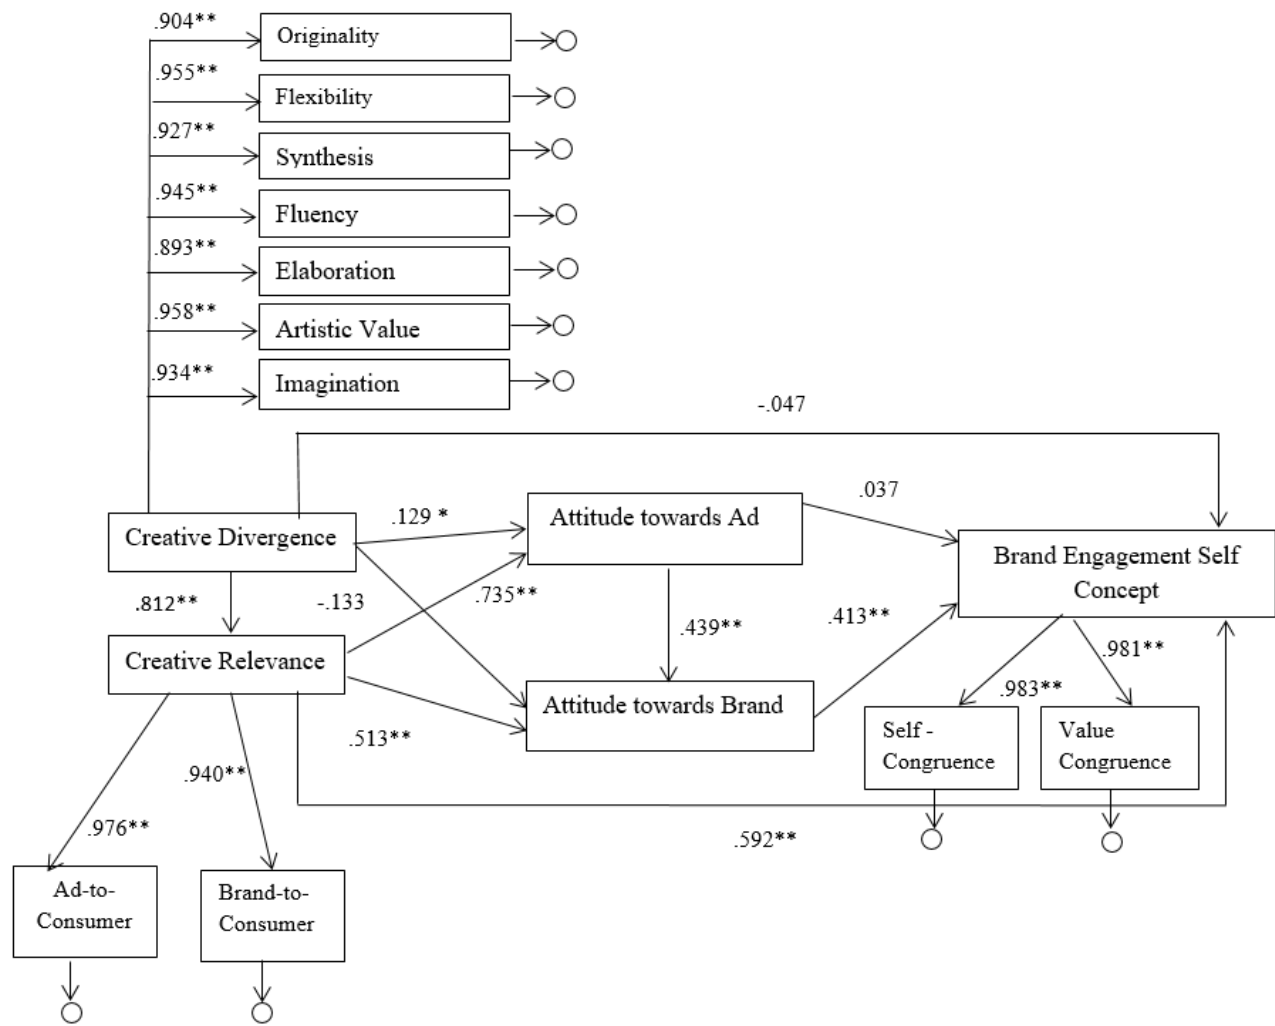 .904**
Originality
.955**
Flexibility
.927**
Synthesis
.945**
Fluency
.893**
Elaboration
.958**
Artistic Value
.934**
Imagination
-.047
.037
Creative Divergence
.129 *
Attitude towards Ad
Brand Engagement Self
Concept
.812**
-.133
.735**
.439**
.413**
Creative Relevance
.981**
.983**
Attitude towards Brand
.513**
Self -
Congruence
Value
Congruence
.940**
.976**
.592**
Ad-to-
Consumer
Brand-to-
Consumer